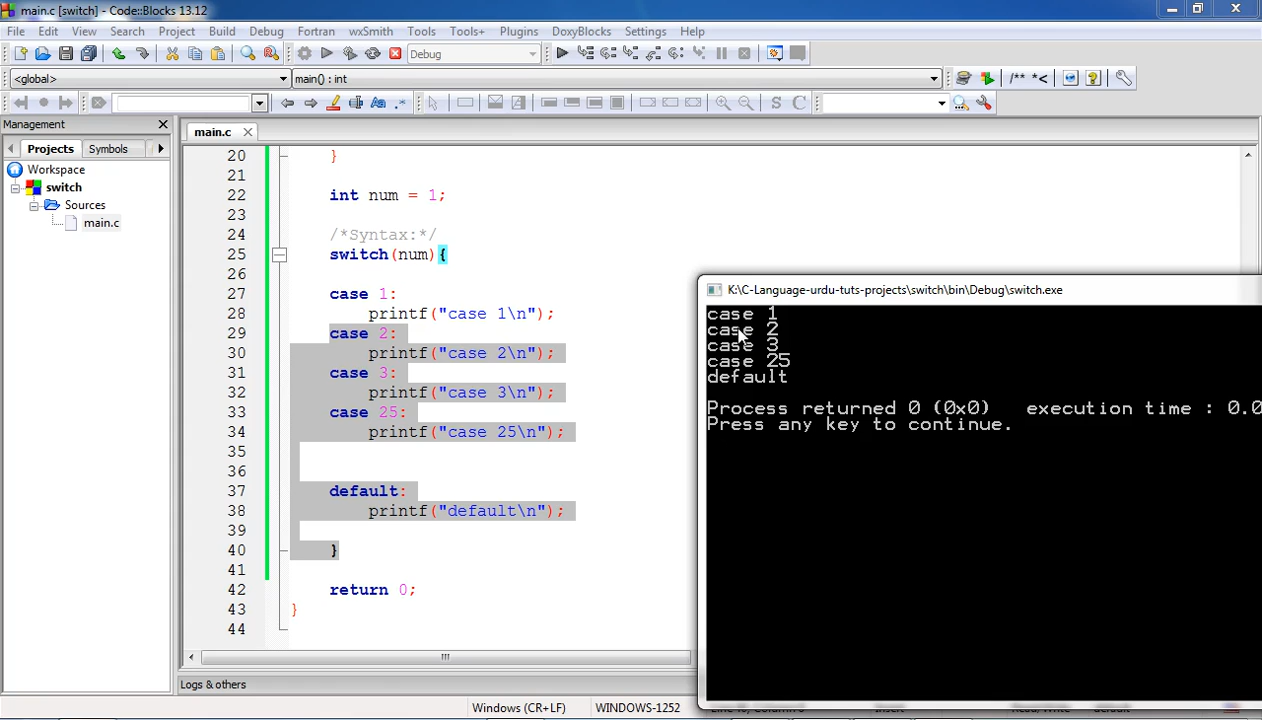 main.c [switch] - Code::Blocks 13.12
File Edit View Search Project Build Debug Fortran wxSmith Tools Tools+ Plugins DoxyBlocks Settings Help
Debug
<global> main() : int /** *<
S C
Management
Projects Symbols
Workspace
switch
Sources
main.c
main.c
20 }
21
22 int num = 1;
23
24 /*Syntax:*/
25 switch(num){
26
27 case 1:
28 printf("case 1\n");
29 case 2:
30 printf("case 2\n");
31 case 3:
32 printf("case 3\n");
33 case 25:
34 printf("case 25\n");
35
36
37 default:
38 printf("default\n");
39
40 }
41
42 return 0;
43 }
44
Logs & others
Windows (CR+LF) WINDOWS-1252
K:\C-Language-urdu-tuts-projects\switch\bin\Debug\switch.exe
case 1
case 2
case 3
case 25
default
Process returned 0 (0x0) execution time : 0.0
Press any key to continue.